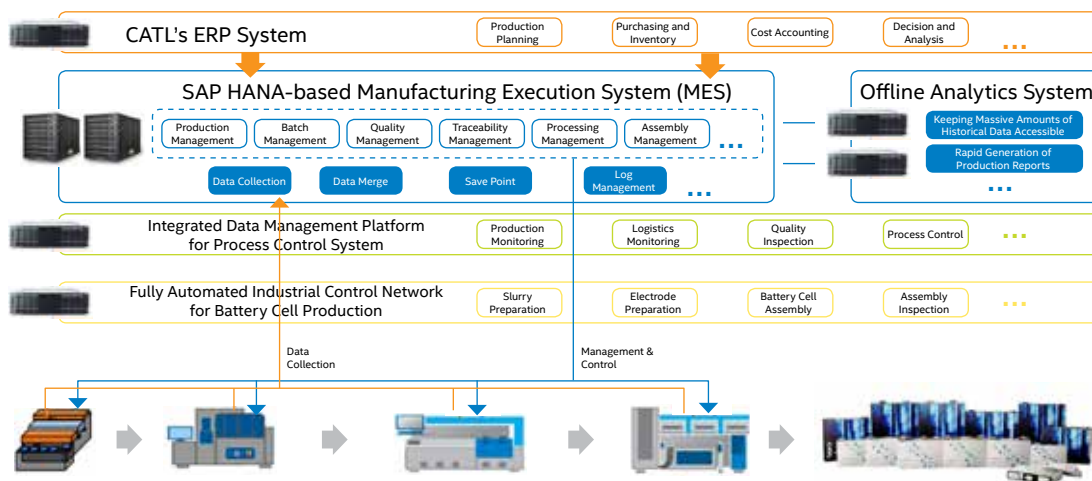 CATL's ERP System
Production
Planning
Purchasing and
Inventory
Cost Accounting
Decision and
Analysis
...
SAP HANA-based Manufacturing Execution System (MES)
Production
Management
Batch
Management
Quality
Management
Traceability
Management
Processing
Management
Assembly
Management
...
Data Collection
Data Merge
Save Point
Log
Management
...
Offline Analytics System
Keeping Massive Amounts of
Historical Data Accessible
Rapid Generation of
Production Reports
...
Integrated Data Management Platform
for Process Control System
Production
Monitoring
Logistics
Monitoring
Quality
Inspection
Process Control
...
Fully Automated Industrial Control Network
for Battery Cell Production
Slurry
Preparation
Electrode
Preparation
Battery Cell
Assembly
Assembly
Inspection
...
Data
Collection
Management &
Control